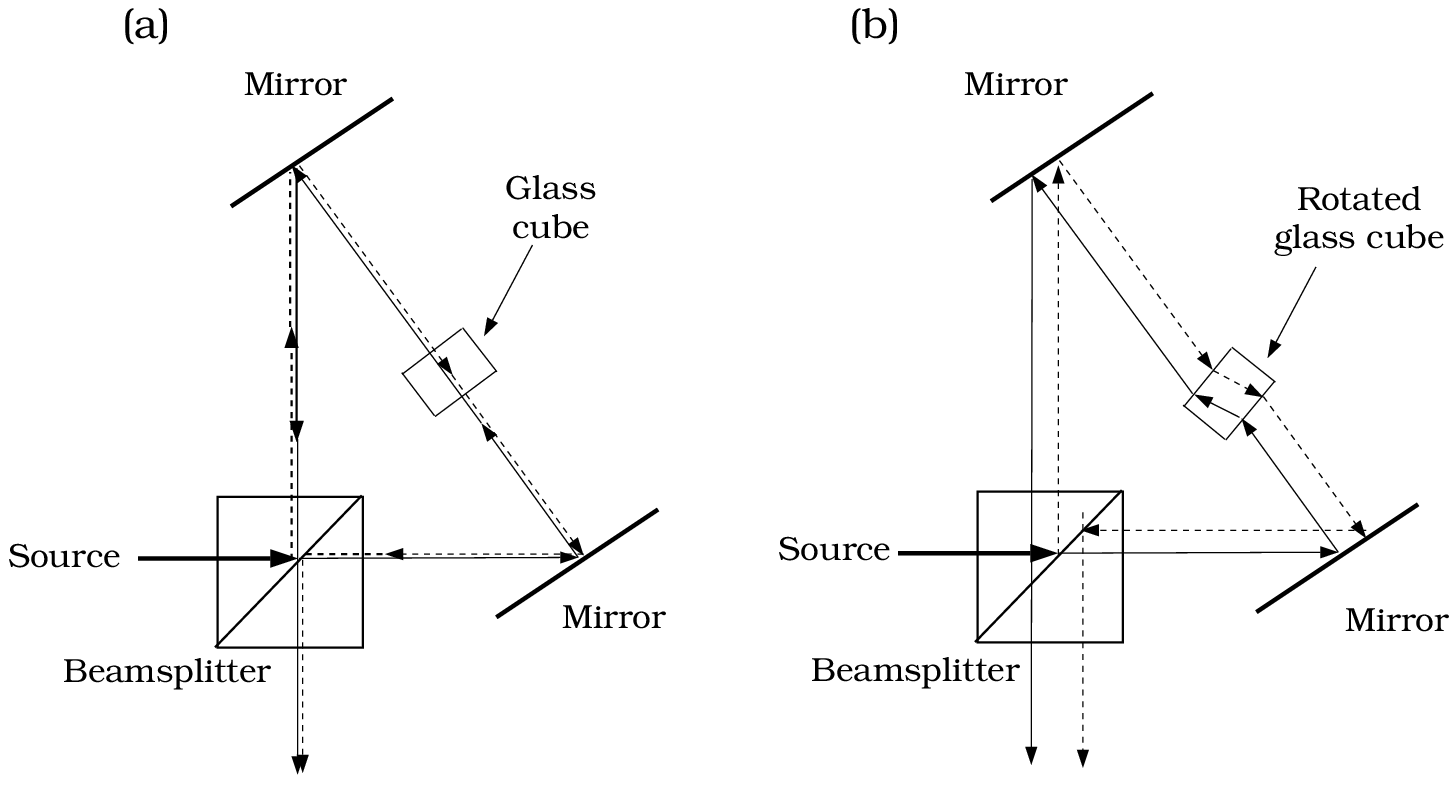 (a)
Mirror
Glass
cube
Source
Mirror
Beamsplitter
(b)
Mirror
Rotated
glass cube
Source
Mirror
Beamsplitter